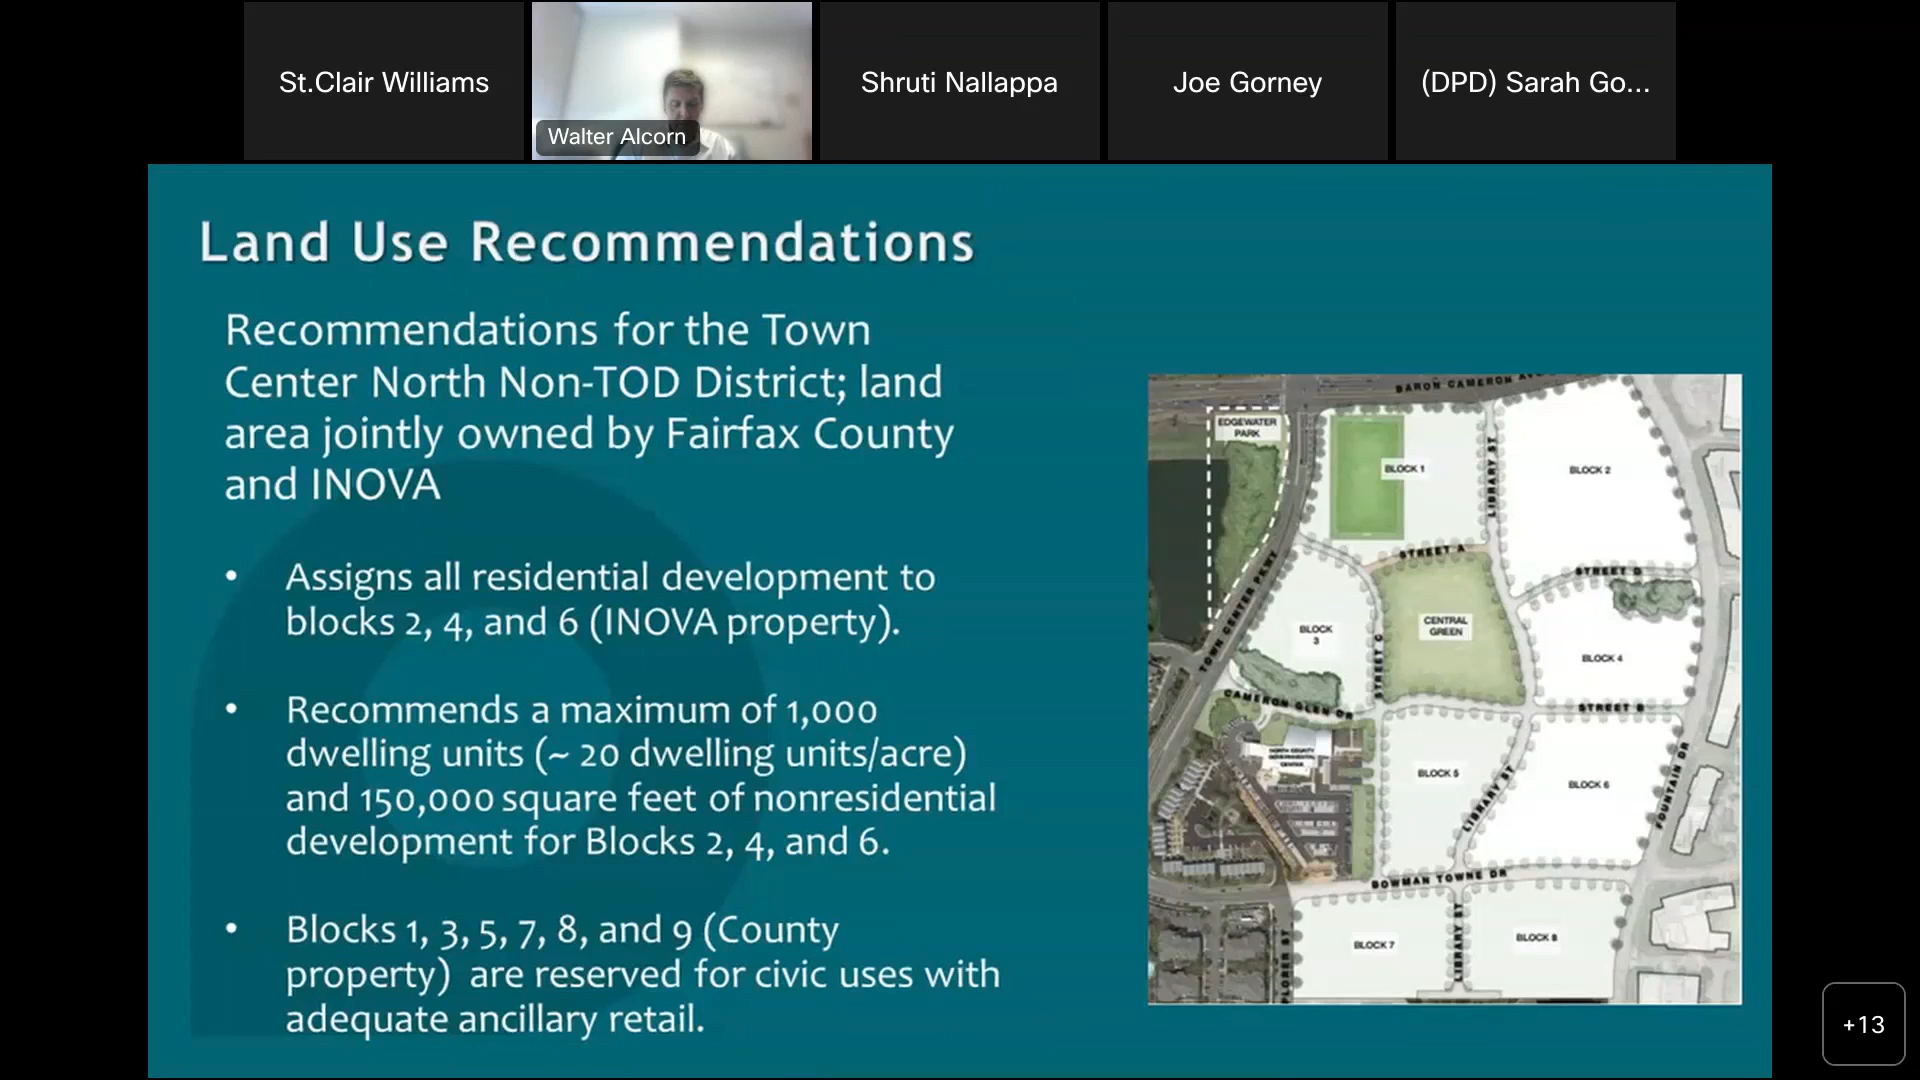 St.Clair Williams
Walter Alcorn
Shruti Nallappa
Joe Gorney
(DPD) Sarah Go...
Land Use Recommendations
Recommendations for the Town
Center North Non-TOD District; land
area jointly owned by Fairfax County
and INOVA
• Assigns all residential development to
blocks 2, 4, and 6 (INOVA property).
• Recommends a maximum of 1,000
dwelling units (~ 20 dwelling units/acre)
and 150,000 square feet of nonresidential
development for Blocks 2, 4, and 6.
• Blocks 1, 3, 5, 7, 8, and 9 (County
property) are reserved for civic uses with
adequate ancillary retail.
BARON CAMERON AV
EDGEWATER
PARK
BLOCK 1
LIBRARY ST
BLOCK 2
STREET A
STREET D
TOWN CENTER PKWY
BLOCK
3
STREET C
CENTRAL
GREEN
BLOCK 4
CAMERON GLEN DR
STREET B
NORTH COUNTY
GOVERNMENTAL
CENTER
BLOCK 5
LIBRARY ST
BLOCK 6
FOUNTAIN DR
BOWMAN TOWNE DR
PLORER ST
BLOCK 7
LIBRARY ST
BLOCK 8
+13